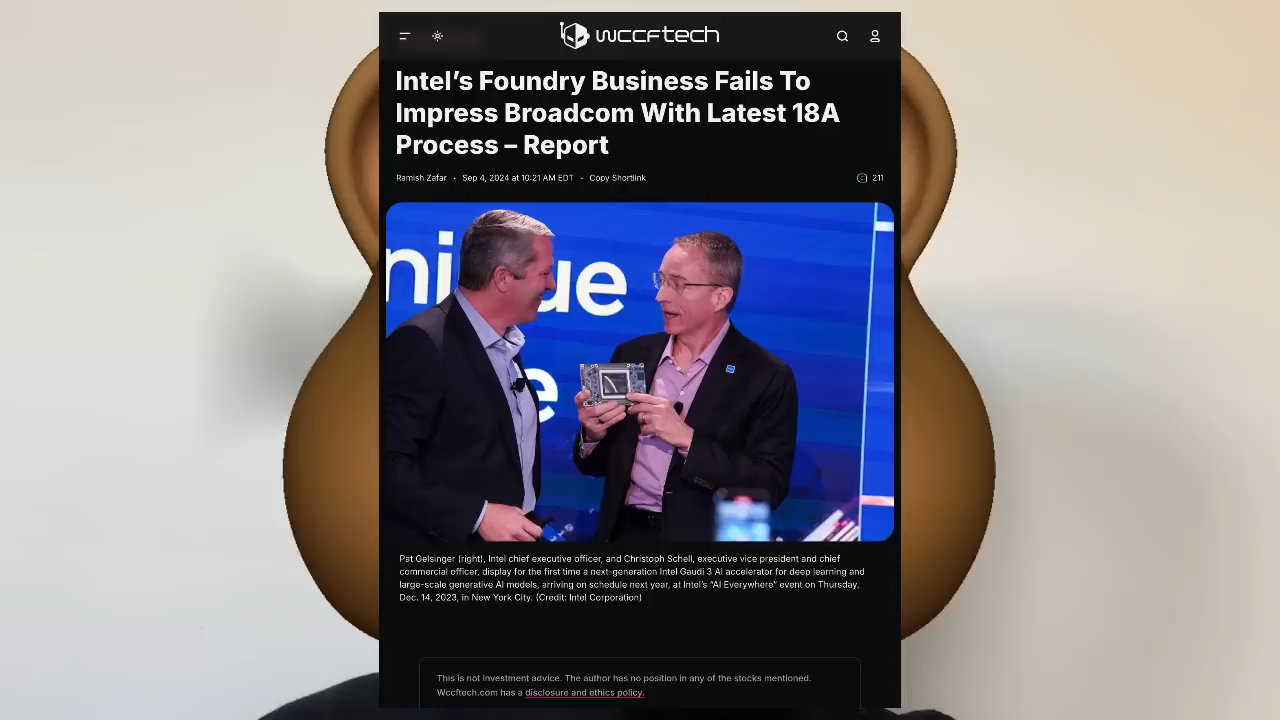 wccftech
Intel's Foundry Business Fails To
Impress Broadcom With Latest 18A
Process – Report
Ramish Zafar • Sep 4, 2024 at 10:21 AM EDT • Copy Shortlink
211
ni ue
e
Pat Gelsinger (right), Intel chief executive officer, and Christoph Schell, executive vice president and chief
commercial officer, display for the first time a next-generation Intel Gaudi 3 AI accelerator for deep learning and
large-scale generative AI models, arriving on schedule next year, at Intel's "AI Everywhere" event on Thursday,
Dec. 14, 2023, in New York City. (Credit: Intel Corporation)
This is not investment advice. The author has no position in any of the stocks mentioned.
Wccftech.com has a disclosure and ethics policy.